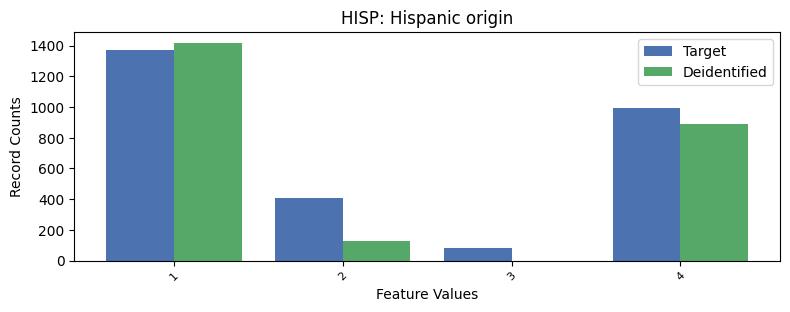 HISP: Hispanic origin
Target
Deidentified
Record Counts
1400
1200
1000
800
600
400
200
0
1
2
3
4
Feature Values